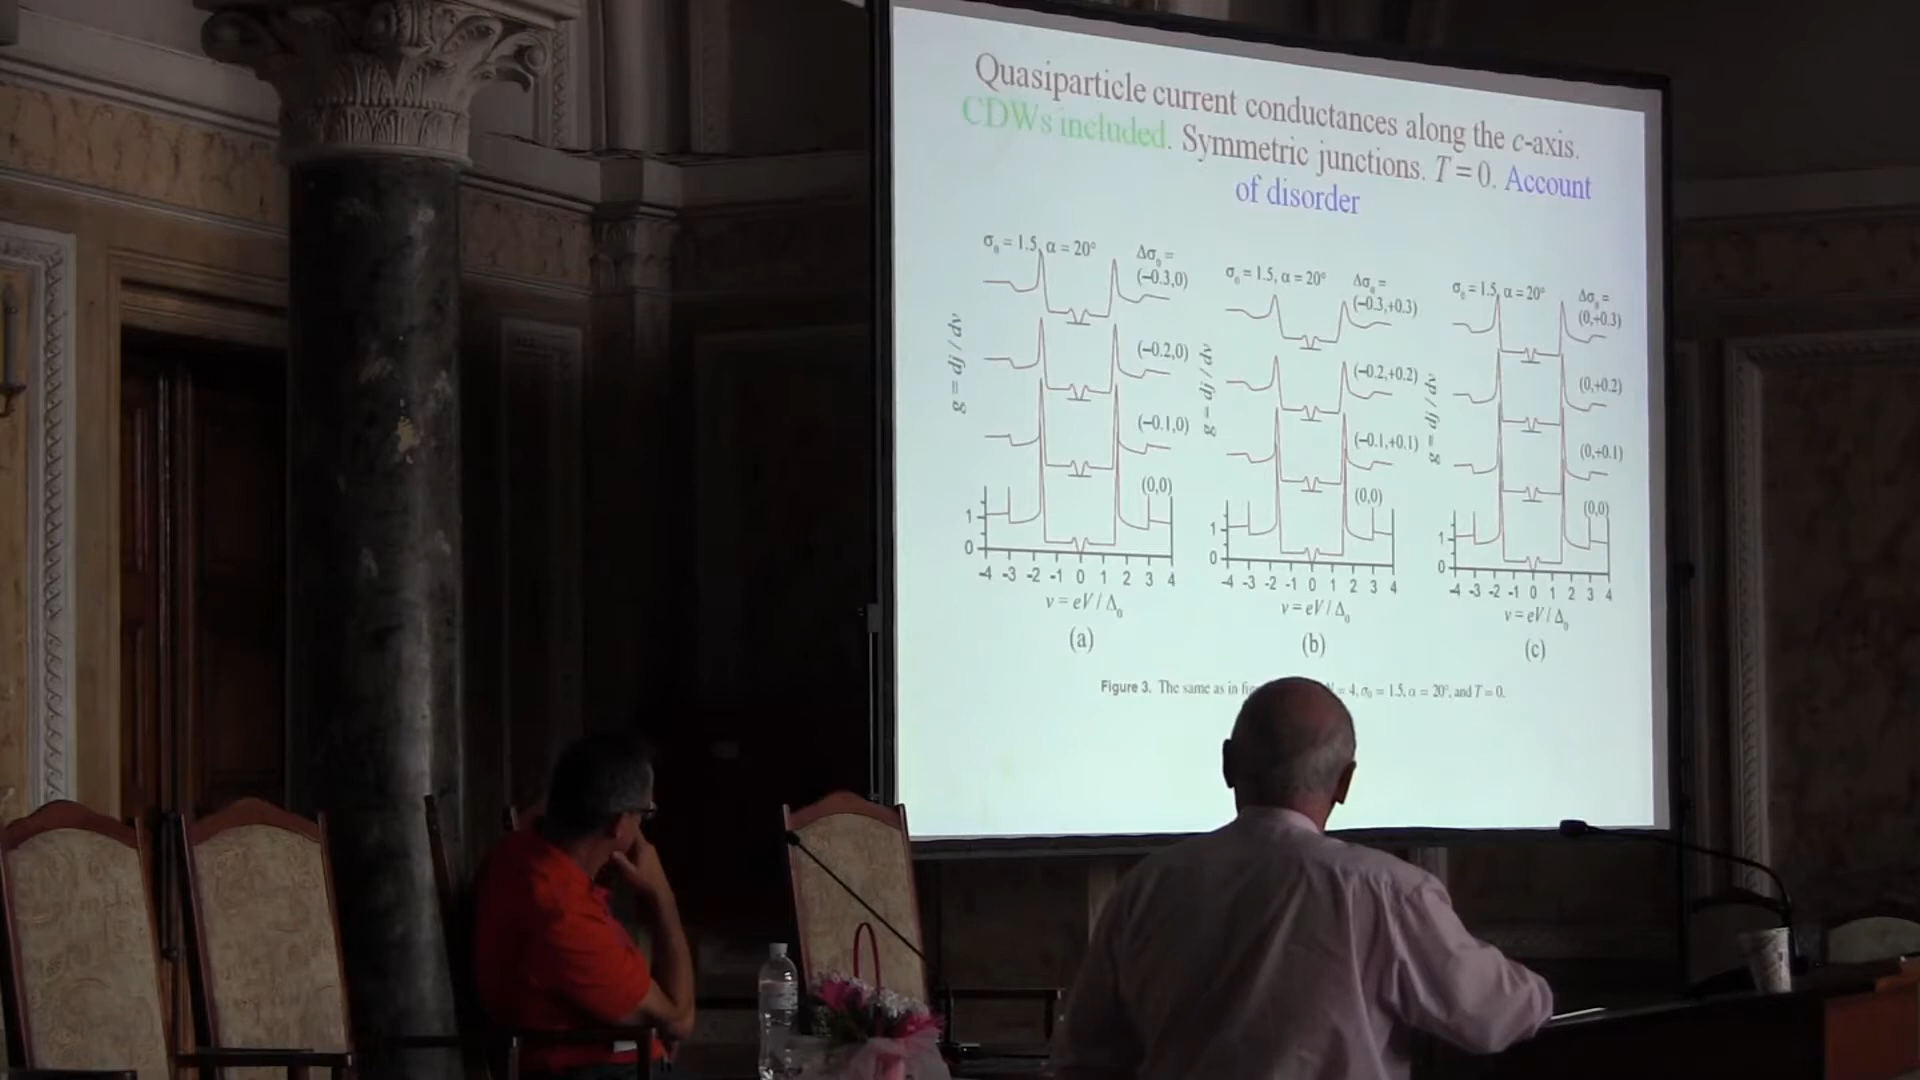 Quasiparticle current conductances along the c-axis.
CDWs included. Symmetric junctions. T = 0. Account
of disorder
σ₀ = 1.5, α = 20°
Δσ₀ =
(−0.3,0)
(−0.2,0)
(−0.1,0)
(0,0)
g = dj / dv
1
0
-4 -3 -2 -1 0 1 2 3 4
v = eV / Δ₀
(a)
σ₀ = 1.5, α = 20°
Δσ₀ =
(−0.3,+0.3)
(−0.2,+0.2)
(−0.1,+0.1)
(0,0)
g = dj / dv
1
0
-4 -3 -2 -1 0 1 2 3 4
v = eV / Δ₀
(b)
σ₀ = 1.5, α = 20°
Δσ₀ =
(0,+0.3)
(0,+0.2)
(0,+0.1)
(0,0)
g = dj / dv
1
0
-4 -3 -2 -1 0 1 2 3 4
v = eV / Δ₀
(c)
Figure 3. The same as in = 4, σ₀ = 1.5, α = 20°, and T = 0.